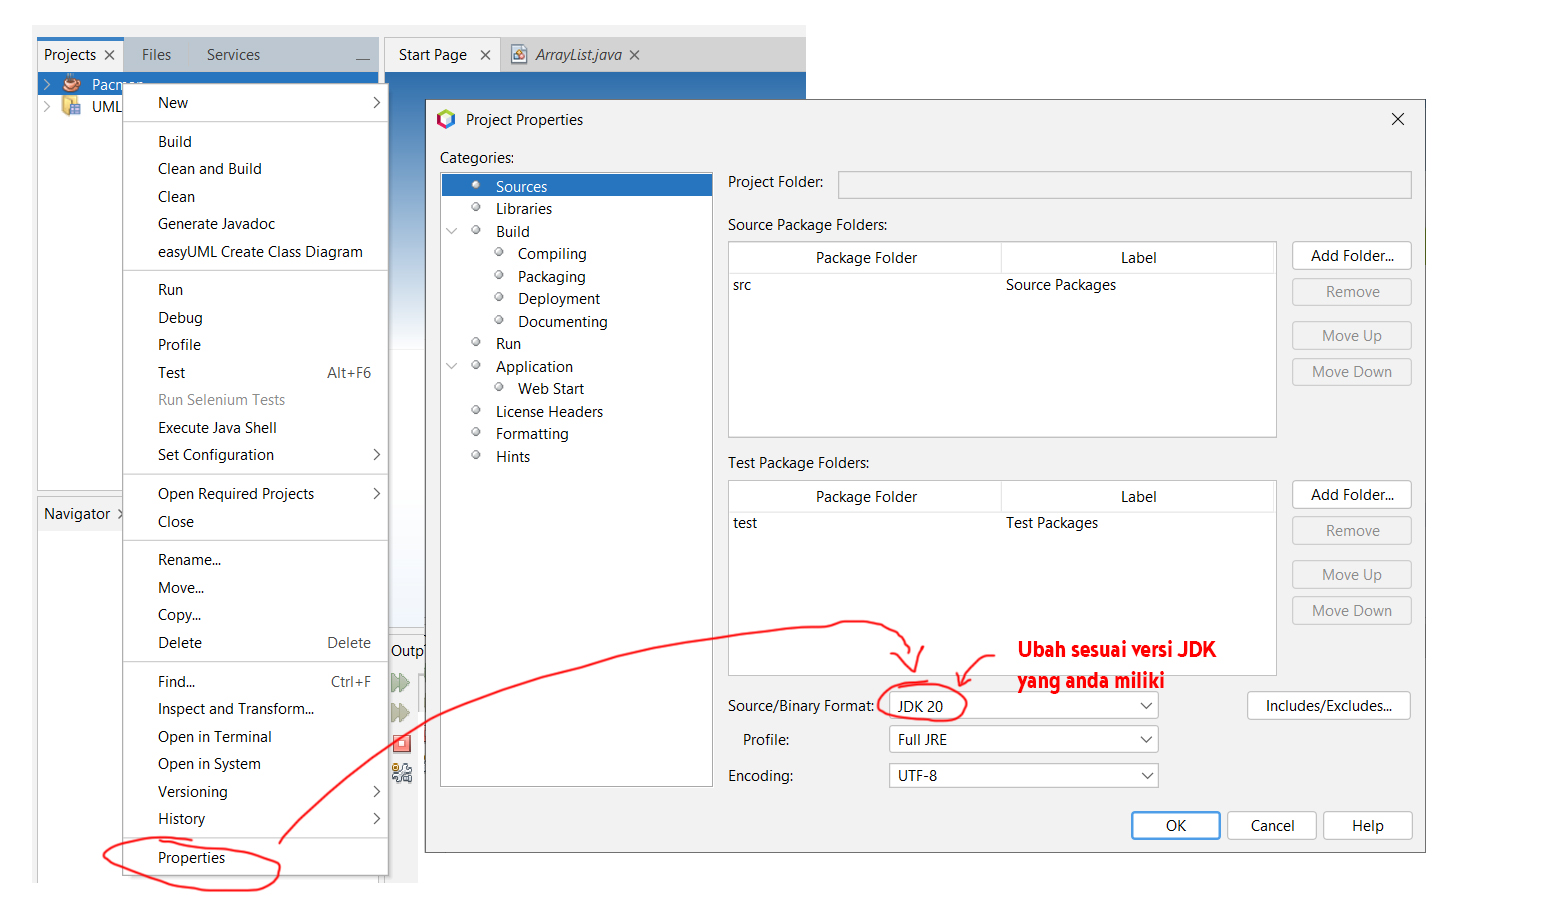 Projects
Files
Services
Start Page
ArrayList.java
UML
New
Build
Clean and Build
Clean
Generate Javadoc
easyUML Create Class Diagram
Run
Debug
Profile
Test Alt+F6
Run Selenium Tests
Execute Java Shell
Set Configuration
Open Required Projects
Close
Rename...
Move...
Copy...
Delete Delete
Find... Ctrl+F
Inspect and Transform...
Open in Terminal
Open in System
Versioning
History
Properties
Navigator
Outp
Project Properties
Categories:
Sources
Libraries
Build
Compiling
Packaging
Deployment
Documenting
Run
Application
Web Start
License Headers
Formatting
Hints
Project Folder:
Source Package Folders:
Package Folder Label
src Source Packages
Add Folder...
Remove
Move Up
Move Down
Test Package Folders:
Package Folder Label
test Test Packages
Add Folder...
Remove
Move Up
Move Down
Ubah sesuai versi JDK
yang anda miliki
Source/Binary Format: JDK 20
Includes/Excludes...
Profile: Full JRE
Encoding: UTF-8
OK
Cancel
Help